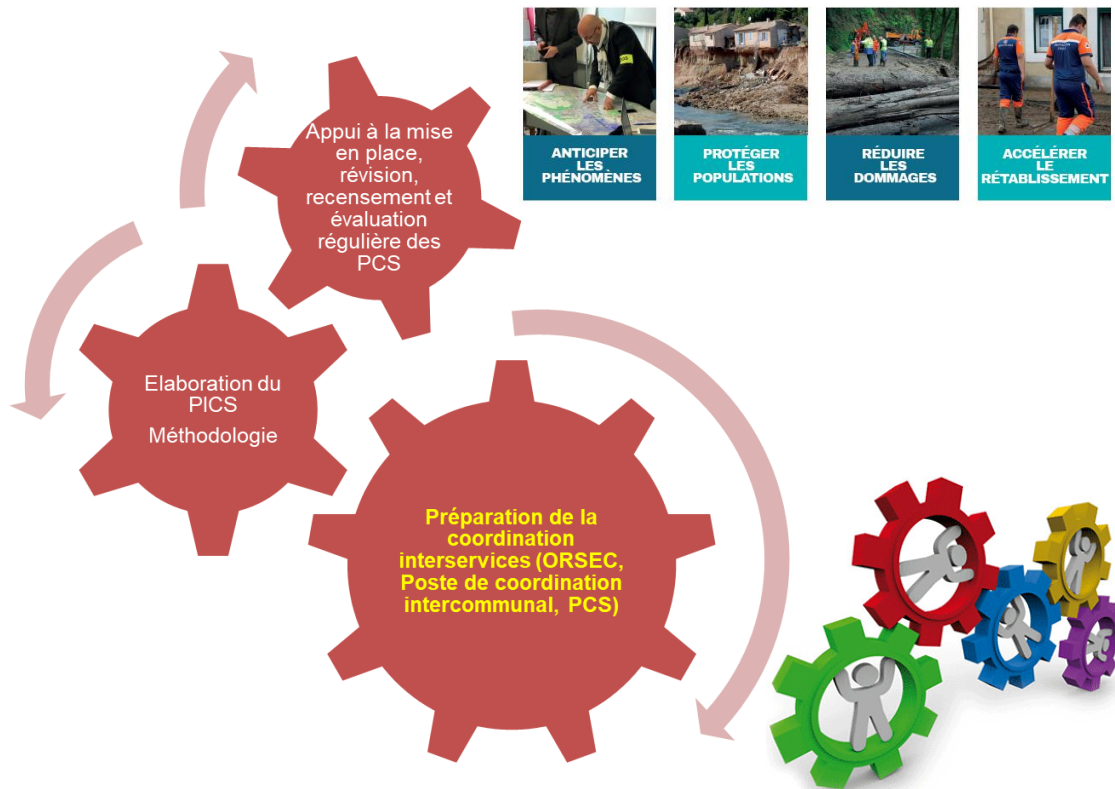 Appui à la mise
en place,
révision,
recensement et
évaluation
régulière des
PCS
ANTICIPER
LES
PHÉNOMÈNES
PROTÉGER
LES
POPULATIONS
RÉDUIRE
LES
DOMMAGES
ACCÉLÉRER
LE
RÉTABLISSEMENT
Elaboration du
PICS
Méthodologie
Préparation de la
coordination
interservices (ORSEC,
Poste de coordination
intercommunal, PCS)